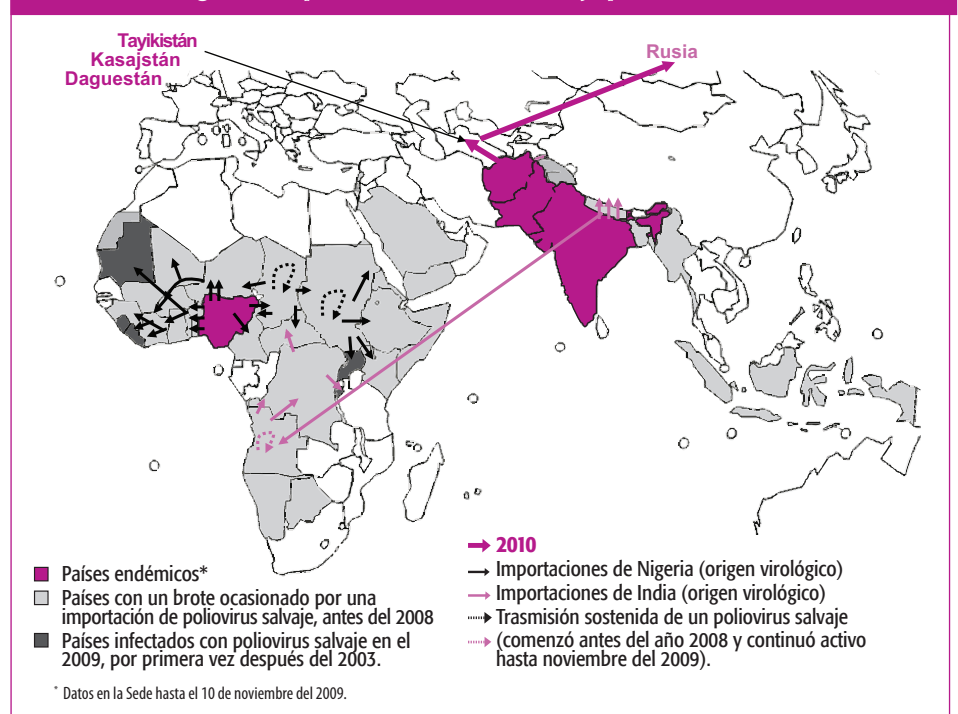 Tayikistán
Kasajstán
Daguestán
Rusia
Países endémicos*
Países con un brote ocasionado por una
importación de poliovirus salvaje, antes del 2008
Países infectados con poliovirus salvaje en el
2009, por primera vez después del 2003.
* Datos en la Sede hasta el 10 de noviembre del 2009.
2010
Importaciones de Nigeria (origen virológico)
Importaciones de India (origen virológico)
Trasmisión sostenida de un poliovirus salvaje
(comenzó antes del año 2008 y continuó activo
hasta noviembre del 2009).